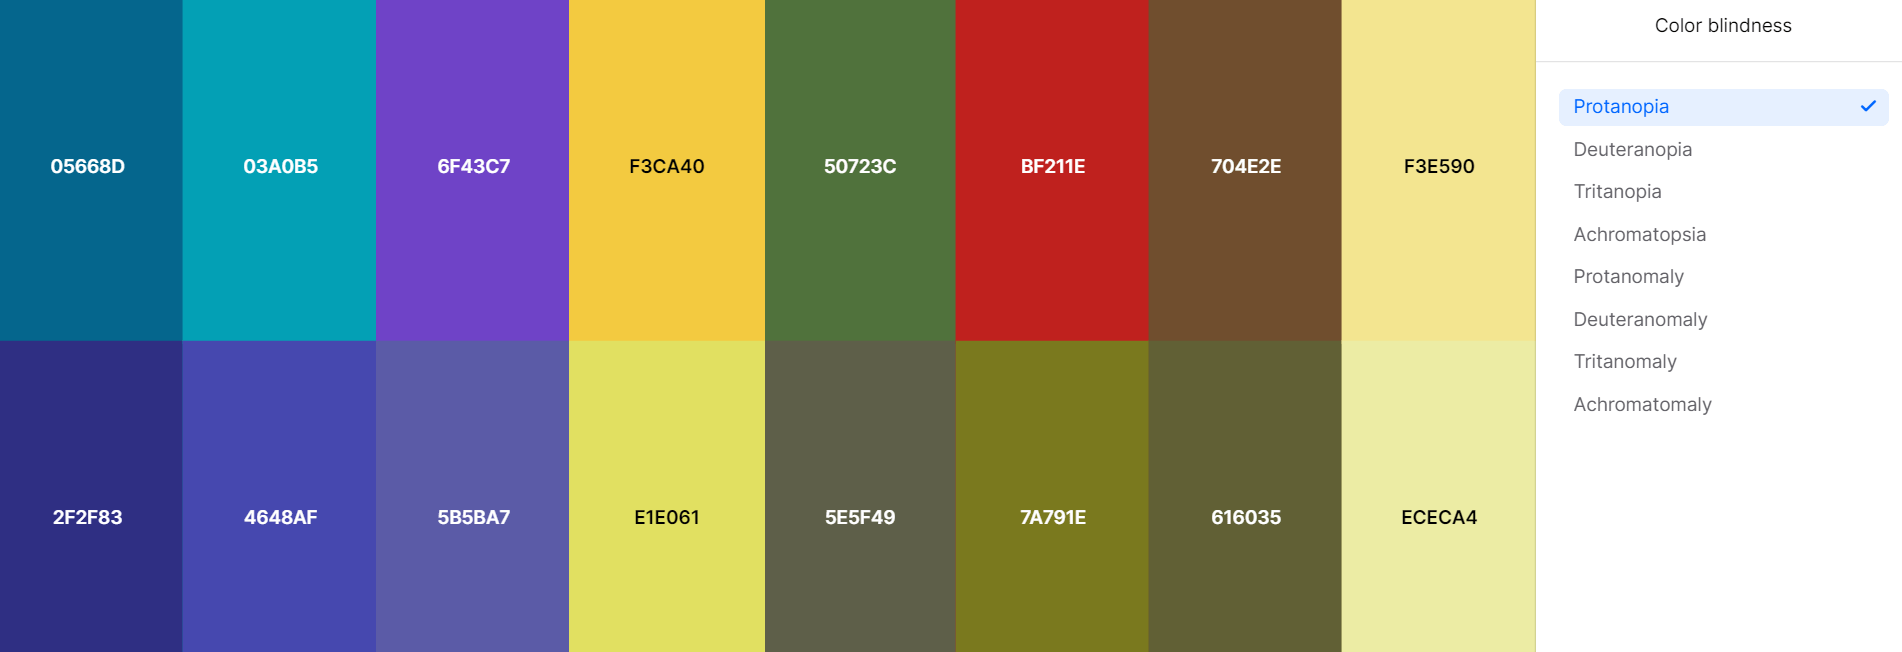 05668D
03A0B5
6F43C7
F3CA40
50723C
BF211E
704E2E
F3E590
2F2F83
4648AF
5B5BA7
E1E061
5E5F49
7A791E
616035
ECECA4
Color blindness
Protanopia
Deuteranopia
Tritanopia
Achromatopsia
Protanomaly
Deuteranomaly
Tritanomaly
Achromatomaly